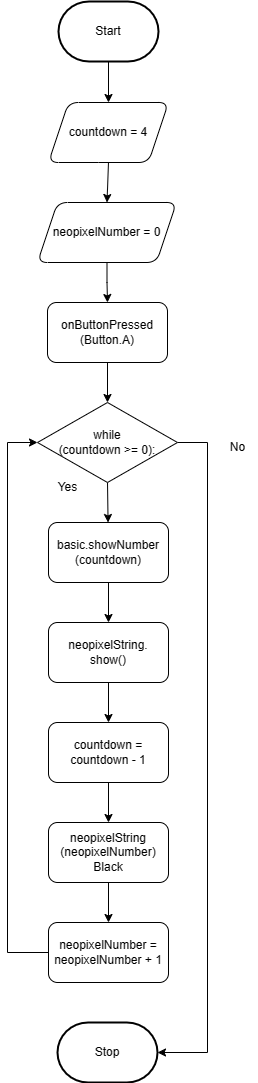 Start
countdown = 4
neopixelNumber = 0
onButtonPressed
(Button.A)
while
(countdown >= 0):
No
Yes
basic.showNumber
(countdown)
neopixelString.
show()
countdown =
countdown - 1
neopixelString
(neopixelNumber)
Black
neopixelNumber =
neopixelNumber + 1
Stop